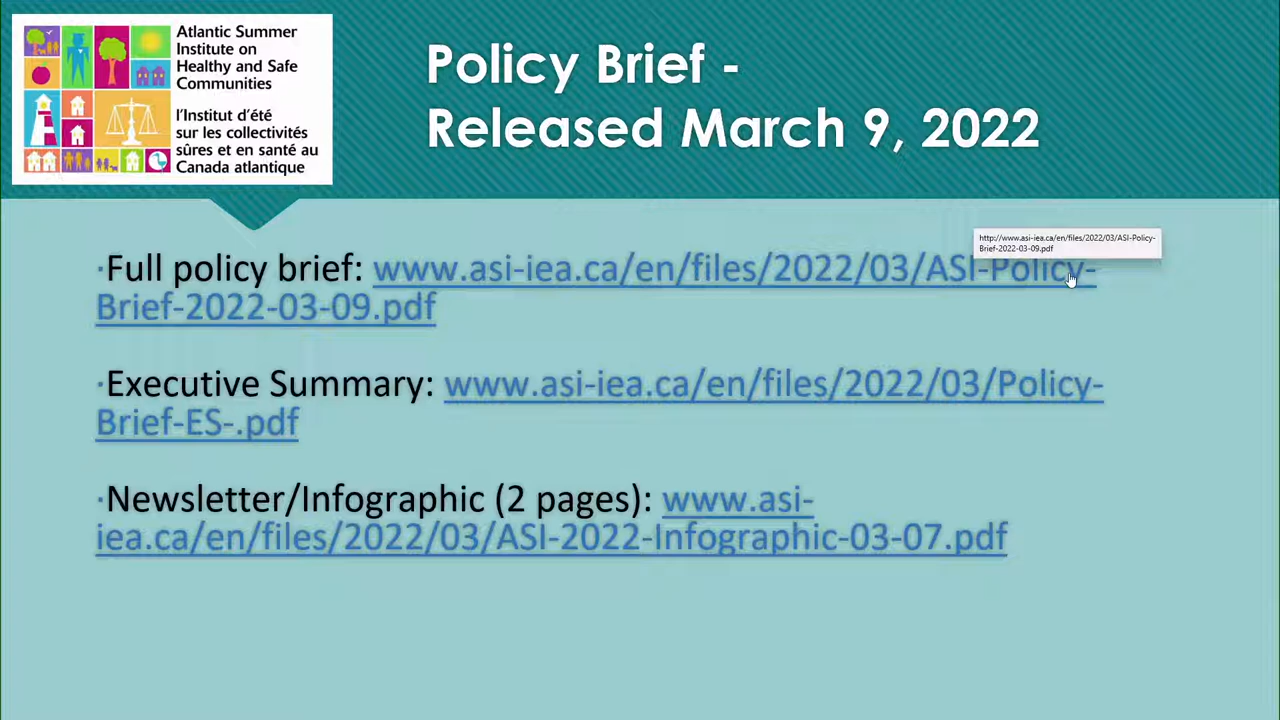 Atlantic Summer
Institute on
Healthy and Safe
Communities
l'Institut d'été
sur les collectivités
sûres et en santé au
Canada atlantique
Policy Brief -
Released March 9, 2022
http://www.asi-iea.ca/en/files/2022/03/ASI-Policy-
Brief-2022-03-09.pdf
·Full policy brief: www.asi-iea.ca/en/files/2022/03/ASI-Policy-
Brief-2022-03-09.pdf
·Executive Summary: www.asi-iea.ca/en/files/2022/03/Policy-
Brief-ES-.pdf
·Newsletter/Infographic (2 pages): www.asi-
iea.ca/en/files/2022/03/ASI-2022-Infographic-03-07.pdf